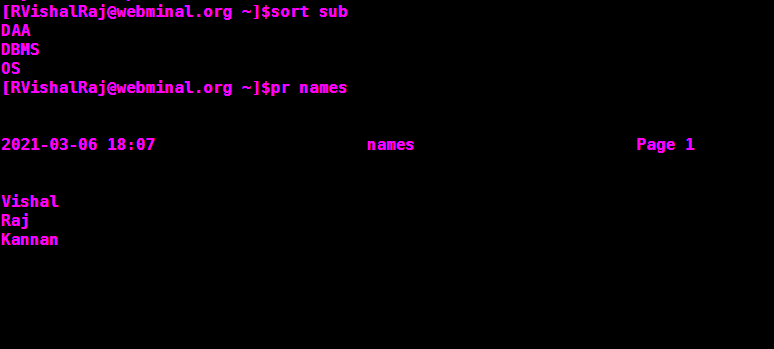 [RVishalRaj@webminal.org ~]$sort sub
DAA
DBMS
OS
[RVishalRaj@webminal.org ~]$pr names
2021-03-06 18:07 names Page 1
Vishal
Raj
Kannan